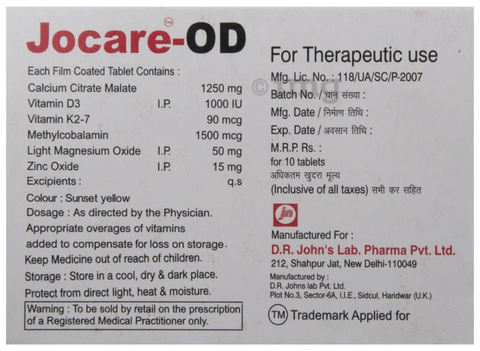 Jocare-OD
TM
Each Film Coated Tablet Contains :
Calcium Citrate Malate 1250 mg
Vitamin D3 I.P. 1000 IU
Vitamin K2-7 90 mcg
Methylcobalamin 1500 mcg
Light Magnesium Oxide I.P. 50 mg
Zinc Oxide I.P. 15 mg
Excipients : q.s
Colour : Sunset yellow
Dosage : As directed by the Physician.
Appropriate overages of vitamins
added to compensate for loss on storage.
Keep Medicine out of reach of children.
Storage : Store in a cool, dry & dark place.
Protect from direct light, heat & moisture.
Warning : To be sold by retail on the prescription
of a Registered Medical Practitioner only.
For Therapeutic use
Mfg. Lic. No. : 118/UA/SC/P-2007
Batch No. / घान संख्या :
Mfg. Date / निर्माण तिथि :
Exp. Date / अवसान तिथि :
M.R.P. Rs :
for 10 tablets
अधिकतम खुदरा मूल्य
(Inclusive of all taxes) सभी कर सहित
Manufactured For :
D.R. John's Lab. Pharma Pvt. Ltd.
212, Shahpur Jat, New Delhi-110049
Manufactured by :
D.R. Johns lab Pvt. Ltd.
Plot No.3, Sector-6A, I.I.E., Sidcul, Haridwar (U.K.)
TM Trademark Applied for